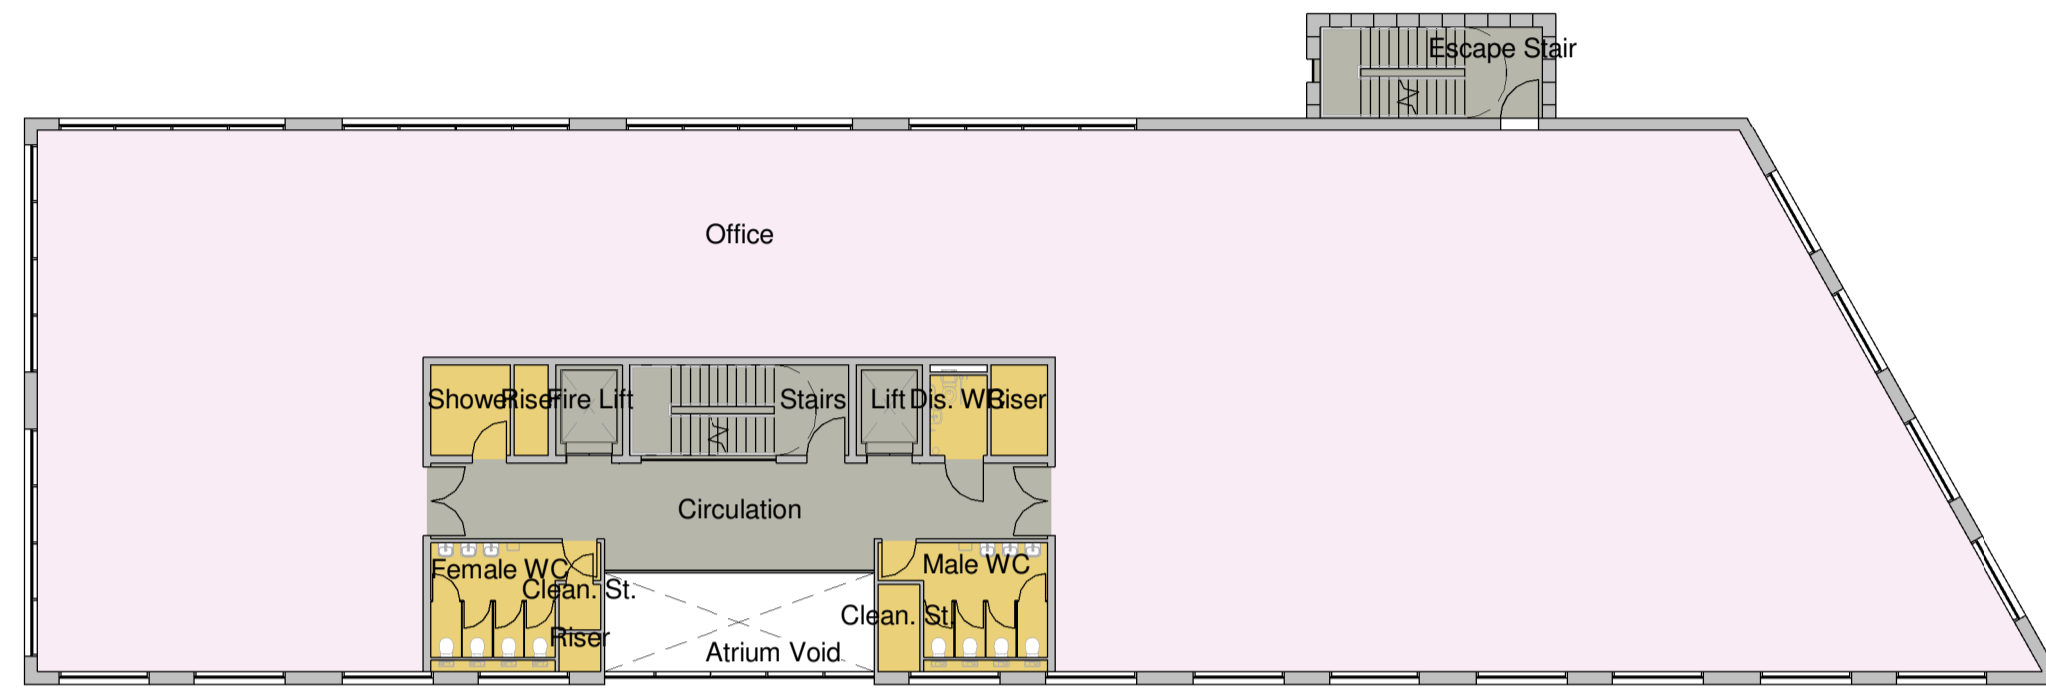 Escape Stair
Office
Shower
Riser
Fire Lift
Stairs
Lift
Dis. WC
Riser
Circulation
Female WC
Male WC
Clean. St.
Clean. St.
Riser
Atrium Void